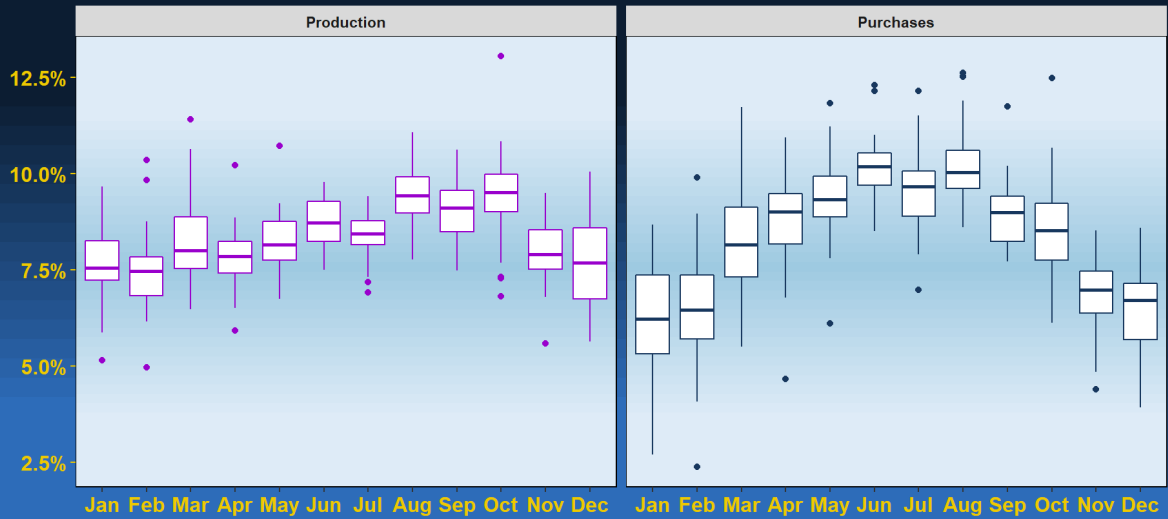 Production Purchases
12.5%
10.0%
7.5%
5.0%
2.5%
Jan Feb Mar Apr May Jun Jul Aug Sep Oct Nov Dec Jan Feb Mar Apr May Jun Jul Aug Sep Oct Nov Dec